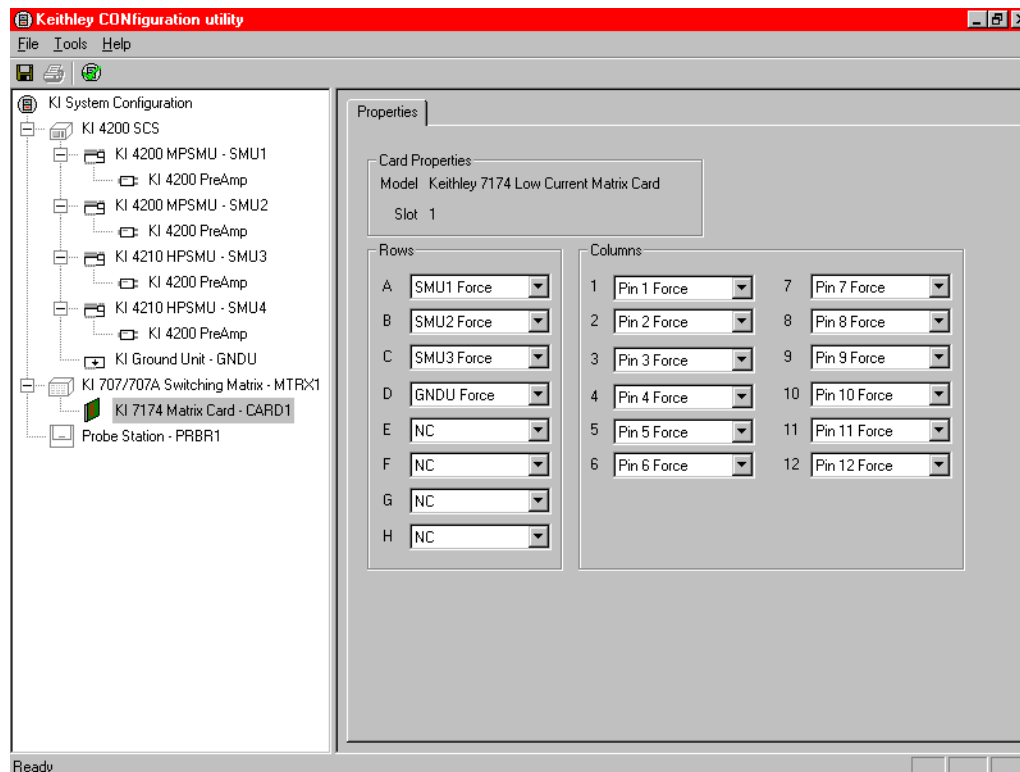 Keithley CONfiguration utility
File Tools Help
KI System Configuration
KI 4200 SCS
KI 4200 MPSMU - SMU1
KI 4200 PreAmp
KI 4200 MPSMU - SMU2
KI 4200 PreAmp
KI 4210 HPSMU - SMU3
KI 4200 PreAmp
KI 4210 HPSMU - SMU4
KI 4200 PreAmp
KI Ground Unit - GNDU
KI 707/707A Switching Matrix - MTRX1
KI 7174 Matrix Card - CARD1
Probe Station - PRBR1
Properties
Card Properties
Model Keithley 7174 Low Current Matrix Card
Slot 1
Rows
A SMU1 Force
B SMU2 Force
C SMU3 Force
D GNDU Force
E NC
F NC
G NC
H NC
Columns
1 Pin 1 Force
2 Pin 2 Force
3 Pin 3 Force
4 Pin 4 Force
5 Pin 5 Force
6 Pin 6 Force
7 Pin 7 Force
8 Pin 8 Force
9 Pin 9 Force
10 Pin 10 Force
11 Pin 11 Force
12 Pin 12 Force
Ready